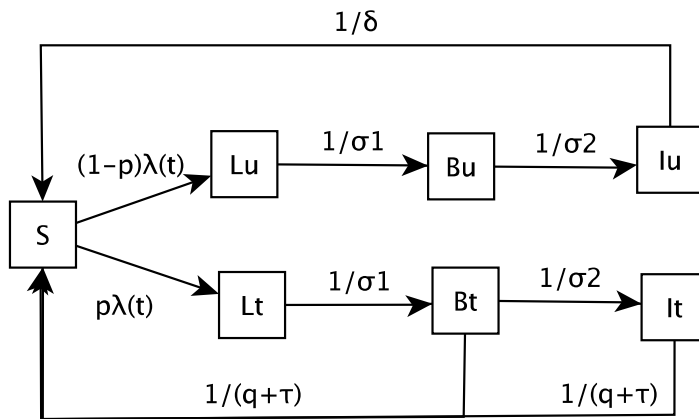 1/δ
(1-p)λ(t)
Lu
1/σ1
Bu
1/σ2
Iu
S
pλ(t)
Lt
1/σ1
Bt
1/σ2
It
1/(q+τ)
1/(q+τ)